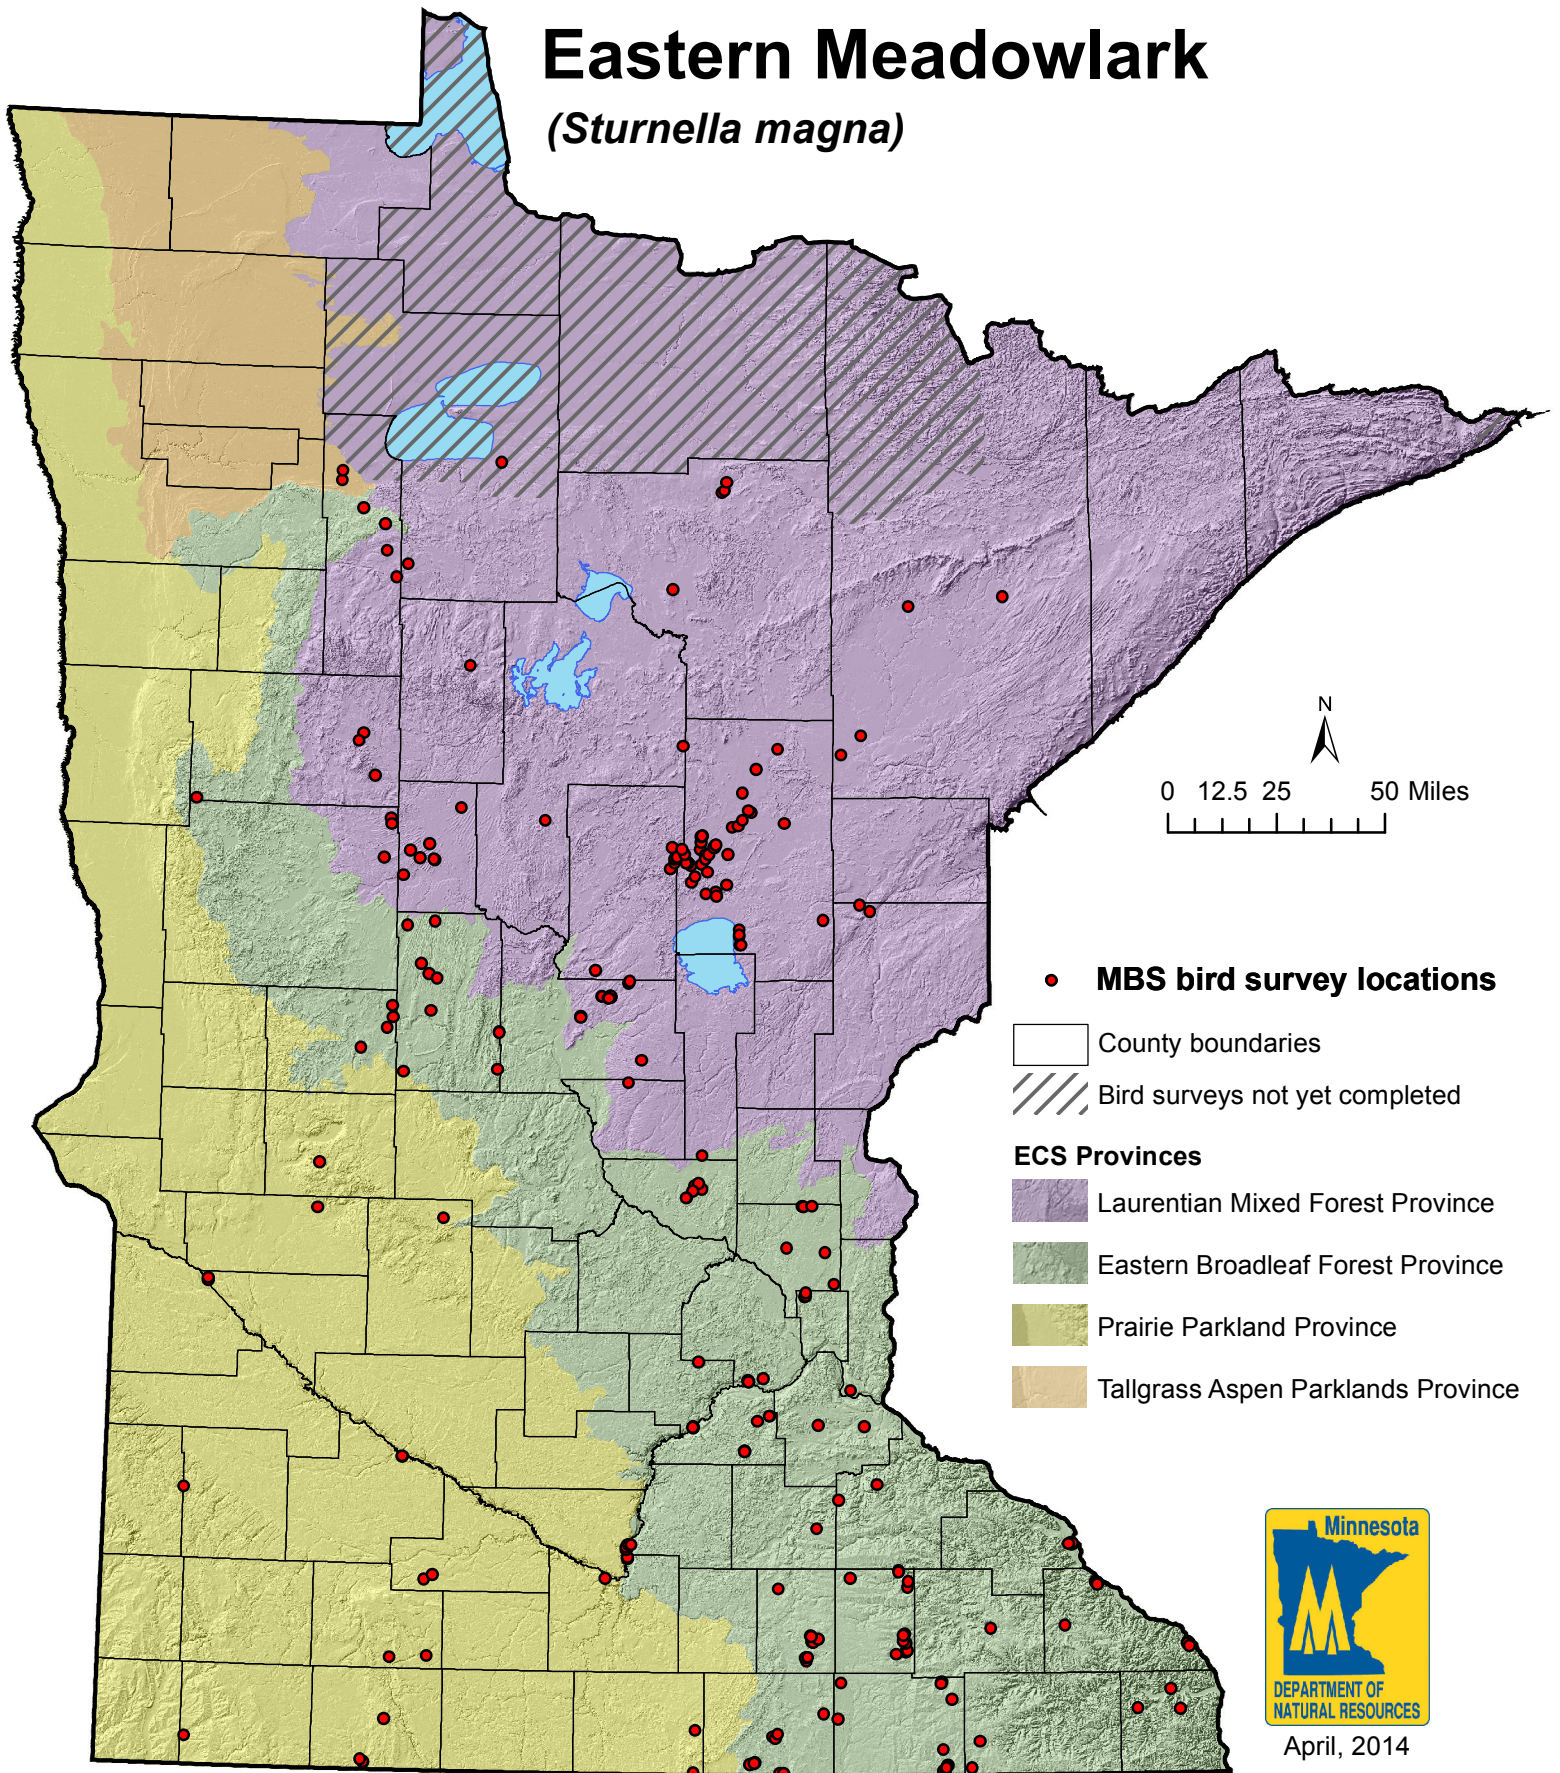 Eastern Meadowlark
(Sturnella magna)
N
0 12.5 25 50 Miles
MBS bird survey locations
County boundaries
Bird surveys not yet completed
ECS Provinces
Laurentian Mixed Forest Province
Eastern Broadleaf Forest Province
Prairie Parkland Province
Tallgrass Aspen Parklands Province
Minnesota
DEPARTMENT OF
NATURAL RESOURCES
April, 2014